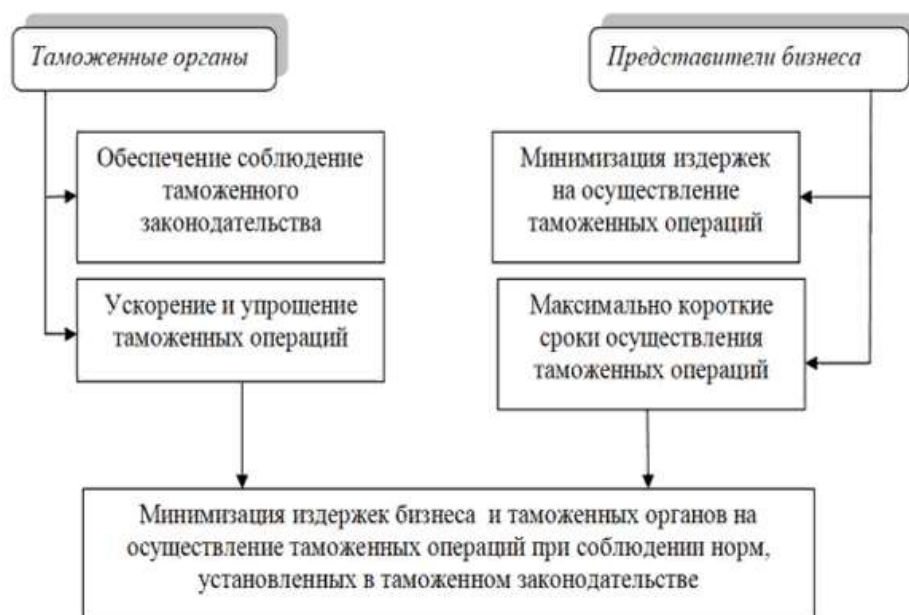 Таможенные органы
Представители бизнеса
Обеспечение соблюдение
таможенного
законодательства
Минимизация издержек
на осуществление
таможенных операций
Ускорение и упрощение
таможенных операций
Максимально короткие
сроки осуществления
таможенных операций
Минимизация издержек бизнеса и таможенных органов на
осуществление таможенных операций при соблюдении норм,
установленных в таможенном законодательстве